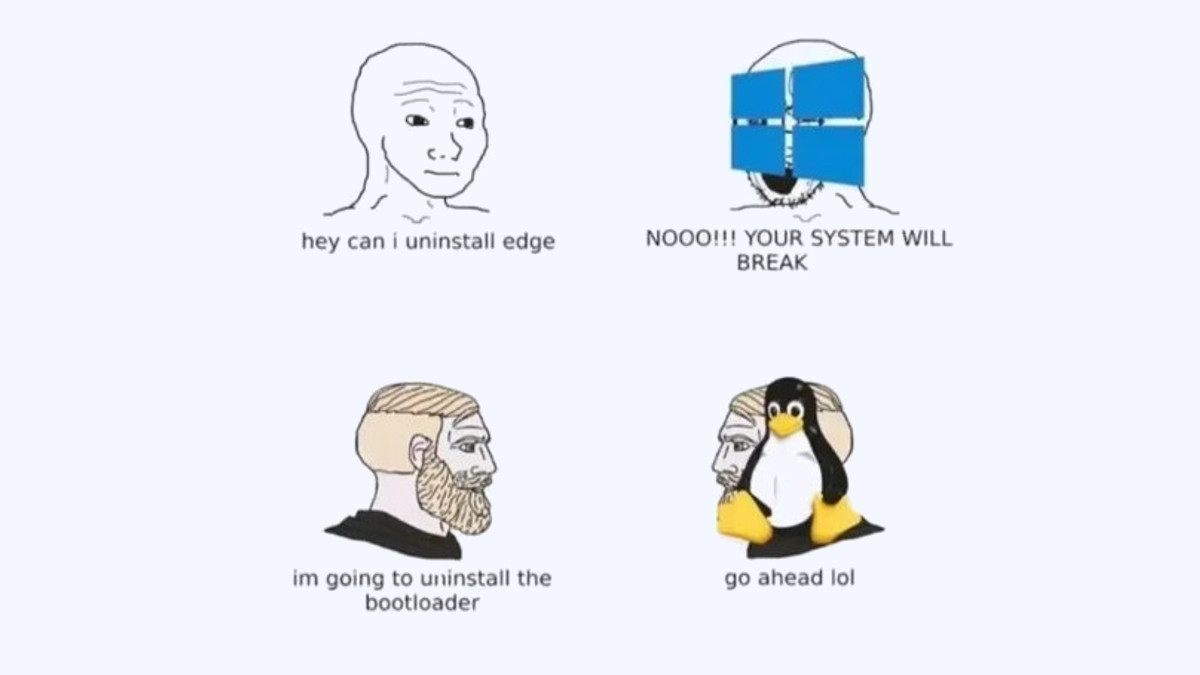 hey can i uninstall edge
NOOO!!! YOUR SYSTEM WILL
BREAK
im going to uninstall the
bootloader
go ahead lol